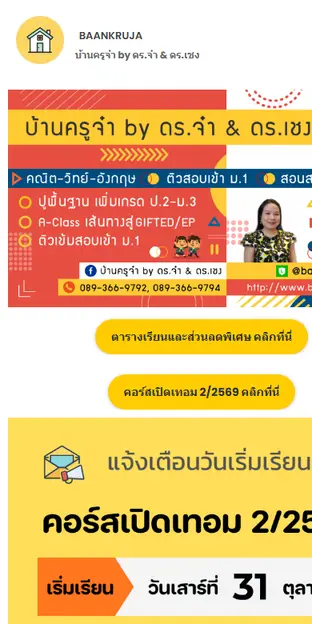 BAANKRUJA
บ้านครูจ๋า by ดร.จ๋า & ดร.เชง
บ้านครูจ๋า by ดร.จ๋า & ดร.เชง
คณิต-วิทย์-อังกฤษ ติวสอบเข้า ม.1
ปูพื้นฐาน เพิ่มเกรด ป.2-ม.3
A-Class เส้นทางสู่GIFTED/EP
ติวเข้มสอบเข้า ม.1
บ้านครูจ๋า by ดร.จ๋า & ดร.เชง
089-366-9792, 089-366-9794
http://www.b
ตารางเรียนและส่วนลดพิเศษ คลิกที่นี่
คอร์สเปิดเทอม 2/2569 คลิกที่นี่
แจ้งเตือนวันเริ่มเรียน
คอร์สเปิดเทอม 2/25
เริ่มเรียน วันเสาร์ที่ 31 ตุลา